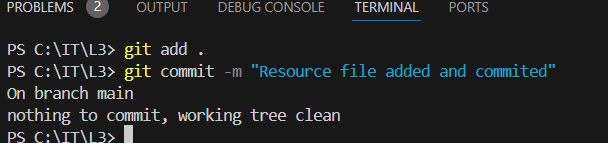 PROBLEMS 2 OUTPUT DEBUG CONSOLE TERMINAL PORTS
PS C:\IT\L3> git add .
PS C:\IT\L3> git commit -m "Resource file added and commited"
On branch main
nothing to commit, working tree clean
PS C:\IT\L3>